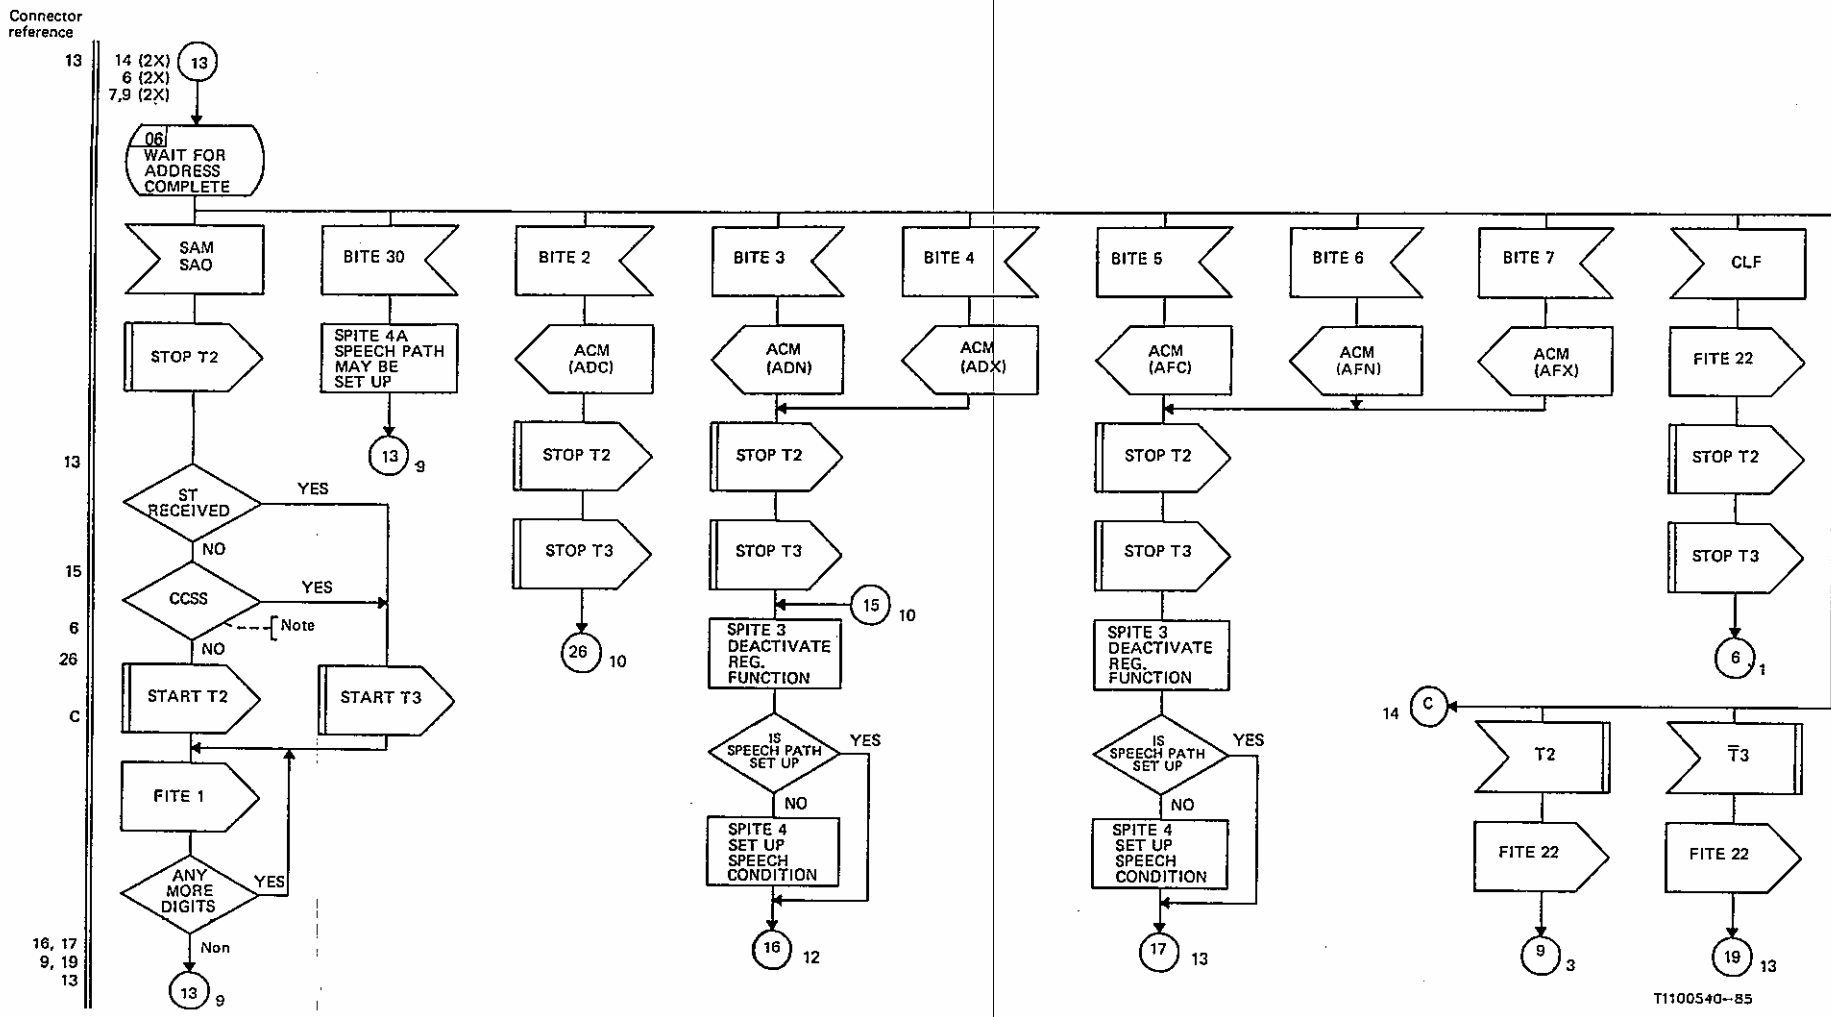 Connector
reference
13
14 (2X)
6 (2X)
7,9 (2X)
13
06
WAIT FOR
ADDRESS
COMPLETE
SAM
SAO
BITE 30
BITE 2
BITE 3
BITE 4
BITE 5
BITE 6
BITE 7
CLF
STOP T2
SPITE 4A
SPEECH PATH
MAY BE
SET UP
ACM
(ADC)
ACM
(ADN)
ACM
(ADX)
ACM
(AFC)
ACM
(AFN)
ACM
(AFX)
FITE 22
13
13
9
STOP T2
STOP T2
STOP T2
STOP T2
ST
RECEIVED
YES
NO
STOP T3
STOP T3
STOP T3
STOP T3
15
CCSS
YES
15
10
6
Note
NO
26
26
10
SPITE 3
DEACTIVATE
REG.
FUNCTION
SPITE 3
DEACTIVATE
REG.
FUNCTION
6
1
START T2
START T3
C
14
C
IS
SPEECH PATH
SET UP
YES
NO
IS
SPEECH PATH
SET UP
YES
NO
T2
T3
FITE 1
SPITE 4
SET UP
SPEECH
CONDITION
SPITE 4
SET UP
SPEECH
CONDITION
FITE 22
FITE 22
ANY
MORE
DIGITS
YES
Non
16, 17
9, 19
13
13
9
16
12
17
13
9
3
19
13
T1100540-85